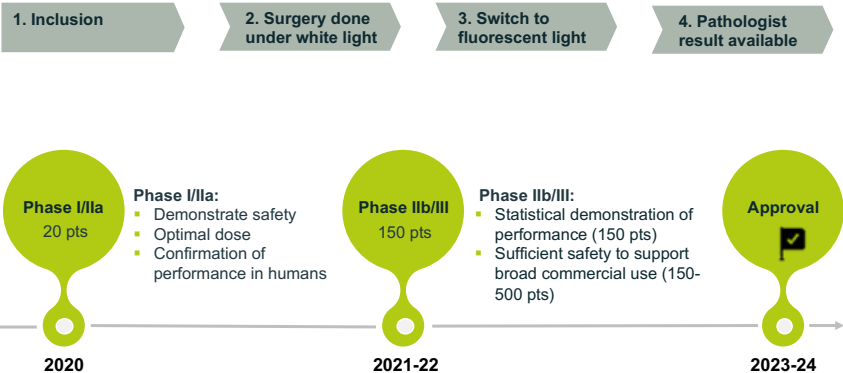 1. Inclusion
2. Surgery done
under white light
3. Switch to
fluorescent light
4. Pathologist
result available
Phase I/IIa
20 pts
Phase I/IIa:
▪ Demonstrate safety
▪ Optimal dose
▪ Confirmation of
performance in humans
Phase IIb/III
150 pts
Phase IIb/III:
▪ Statistical demonstration of
performance (150 pts)
▪ Sufficient safety to support
broad commercial use (150-
500 pts)
Approval
2020
2021-22
2023-24